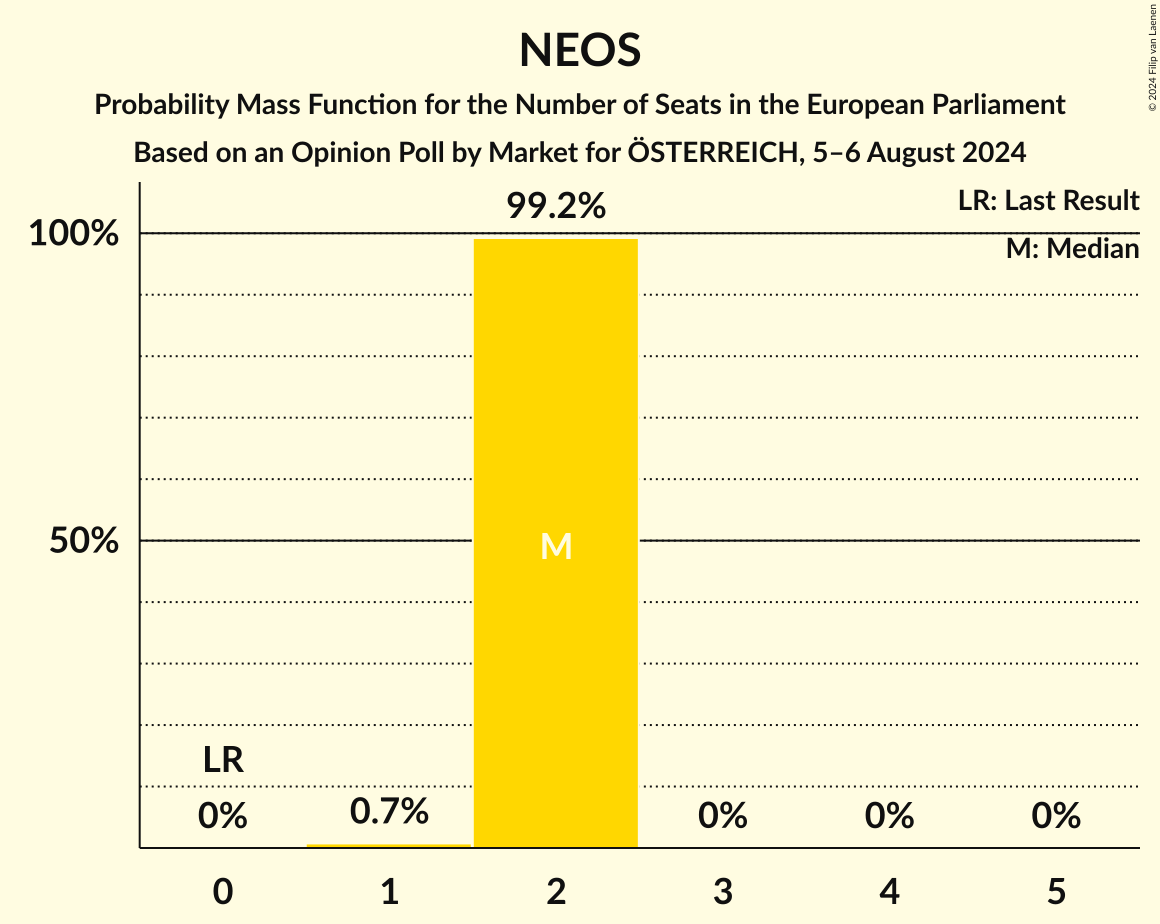 NEOS
Probability Mass Function for the Number of Seats in the European Parliament
Based on an Opinion Poll by Market for ÖSTERREICH, 5–6 August 2024
© 2024 Filip van Laenen
LR: Last Result
M: Median
99.2%
100%
50%
M
LR
0%
0.7%
0%
0%
0%
0
1
2
3
4
5